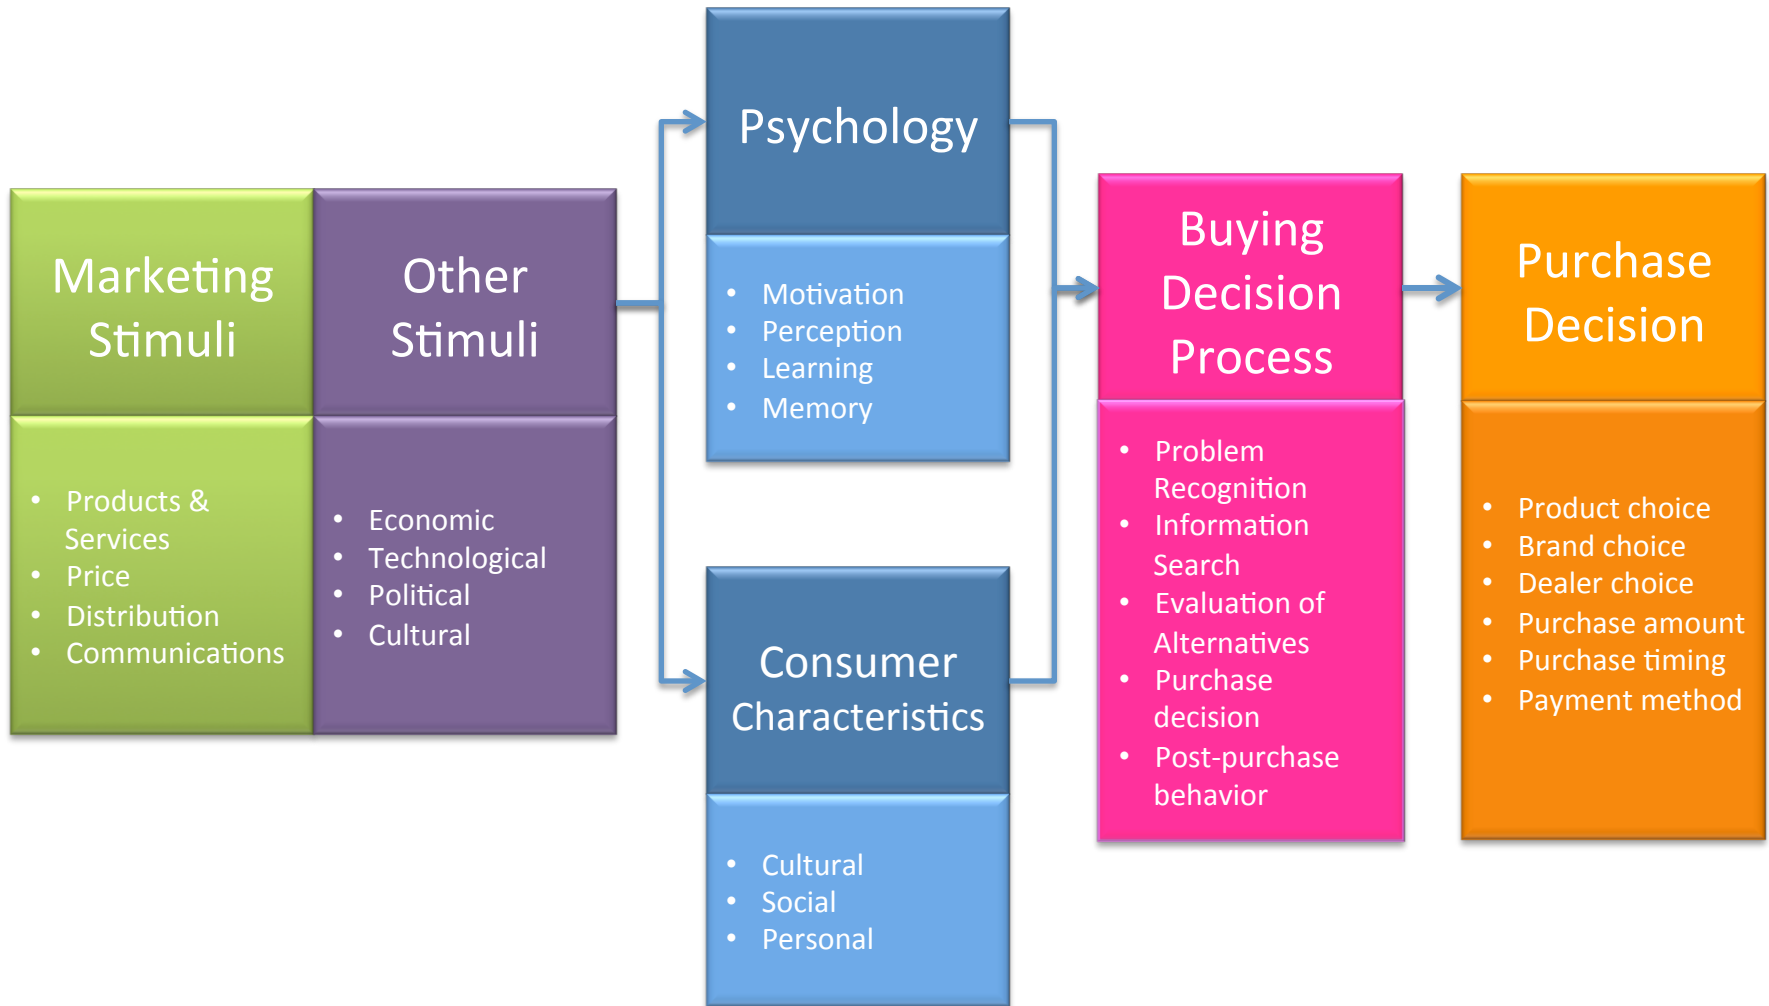 Marketing
Stimuli
• Products &
Services
• Price
• Distribution
• Communications
Other
Stimuli
• Economic
• Technological
• Political
• Cultural
Psychology
• Motivation
• Perception
• Learning
• Memory
Consumer
Characteristics
• Cultural
• Social
• Personal
Buying
Decision
Process
• Problem
Recognition
• Information
Search
• Evaluation of
Alternatives
• Purchase
decision
• Post-purchase
behavior
Purchase
Decision
• Product choice
• Brand choice
• Dealer choice
• Purchase amount
• Purchase timing
• Payment method